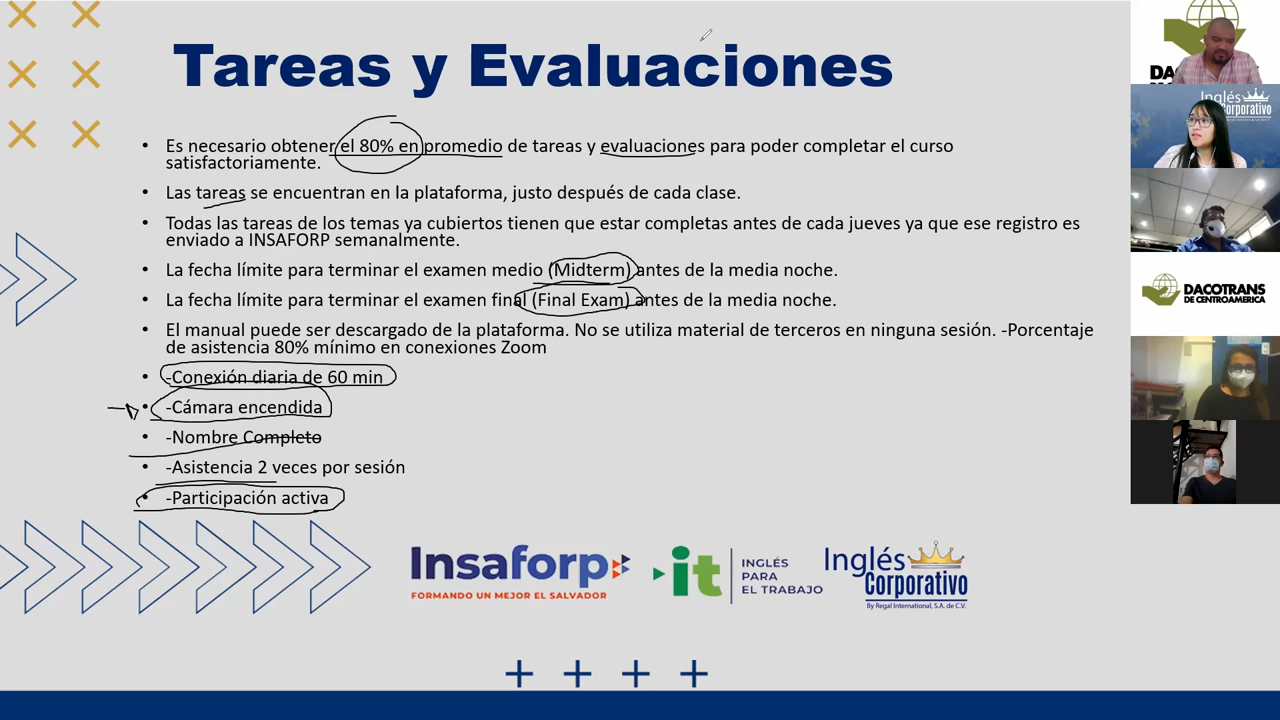 Tareas y Evaluaciones
• Es necesario obtener el 80% en promedio de tareas y evaluaciones para poder completar el curso
satisfactoriamente.
• Las tareas se encuentran en la plataforma, justo después de cada clase.
• Todas las tareas de los temas ya cubiertos tienen que estar completas antes de cada jueves ya que ese registro es
enviado a INSAFORP semanalmente.
• La fecha límite para terminar el examen medio (Midterm) antes de la media noche.
• La fecha límite para terminar el examen final (Final Exam) antes de la media noche.
• El manual puede ser descargado de la plataforma. No se utiliza material de terceros en ninguna sesión. -Porcentaje
de asistencia 80% mínimo en conexiones Zoom
• -Conexión diaria de 60 min
• -Cámara encendida
• -Nombre Completo
• -Asistencia 2 veces por sesión
• -Participación activa
Insaforp
FORMANDO UN MEJOR EL SALVADOR
it
INGLÉS
PARA
EL TRABAJO
Inglés
Corporativo
By Regal International, S.A. de C.V.
Inglés
DACOTRANS
DE CENTROAMERICA